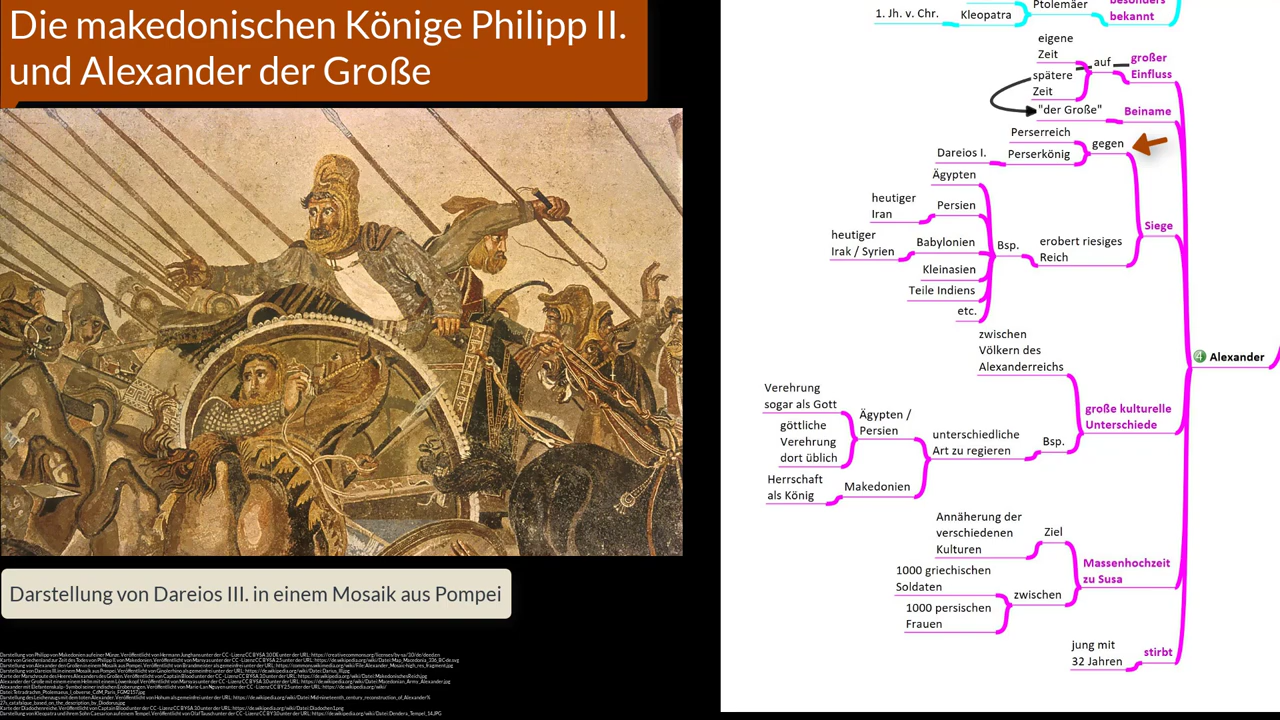 Die makedonischen Könige Philipp II.
und Alexander der Große
Darstellung von Dareios III. in einem Mosaik aus Pompei
1. Jh. v. Chr.
Kleopatra
Ptolemäer
besonders
bekannt
eigene
Zeit
spätere
Zeit
auf
großer
Einfluss
"der Große"
Beiname
Perserreich
Dareios I.
Perserkönig
gegen
Ägypten
heutiger
Iran
Persien
heutiger
Irak / Syrien
Babylonien
Kleinasien
Teile Indiens
etc.
Bsp.
erobert riesiges
Reich
Siege
zwischen
Völkern des
Alexanderreichs
Verehrung
sogar als Gott
göttliche
Verehrung
dort üblich
Ägypten /
Persien
Herrschaft
als König
Makedonien
unterschiedliche
Art zu regieren
Bsp.
große kulturelle
Unterschiede
4 Alexander
Annäherung der
verschiedenen
Kulturen
Ziel
1000 griechischen
Soldaten
1000 persischen
Frauen
zwischen
Massenhochzeit
zu Susa
jung mit
32 Jahren
stirbt